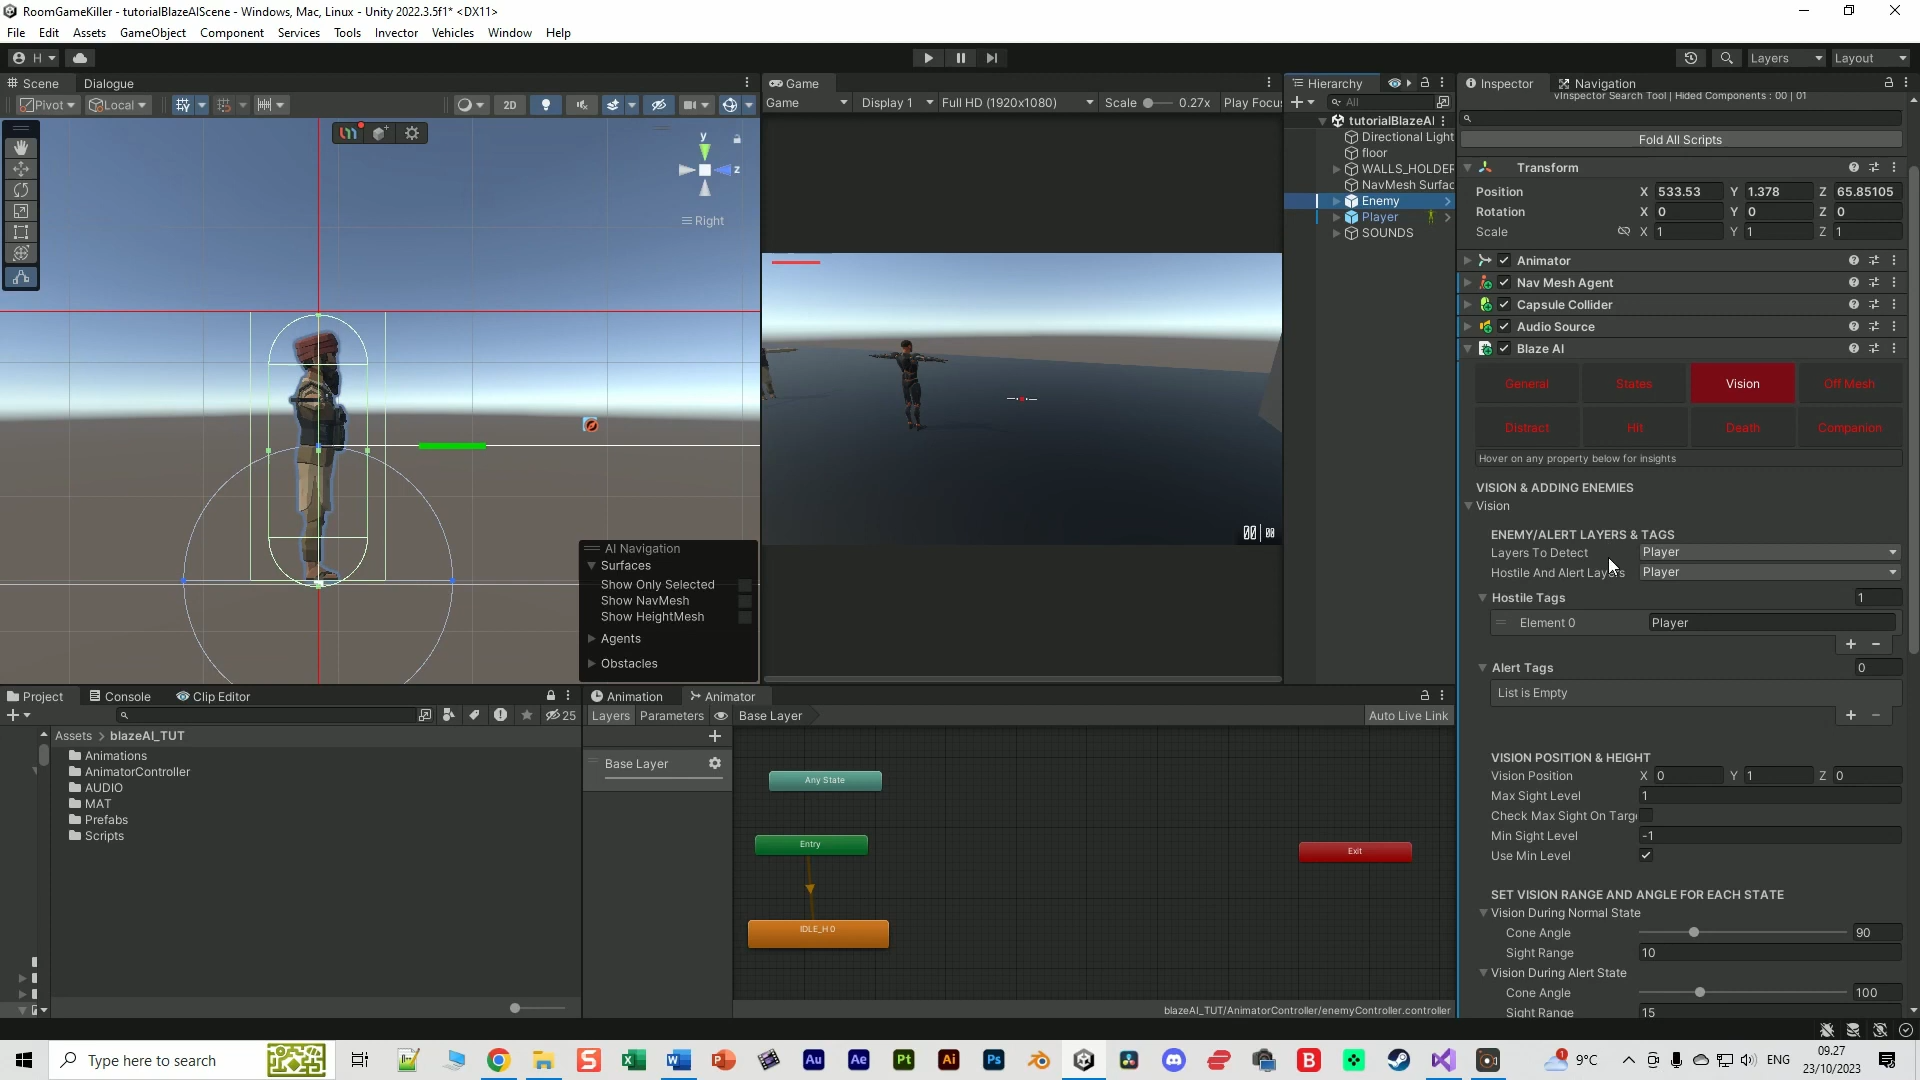 RoomGameKiller - tutorialBlazeAIScene - Windows, Mac, Linux - Unity 2022.3.5f1* <DX11>
File Edit Assets GameObject Component Services Tools Invector Vehicles Window Help
H
Layers Layout
Scene Dialogue
Pivot Local 2D
y
z
Right
AI Navigation
Surfaces
Show Only Selected
Show NavMesh
Show HeightMesh
Agents
Obstacles
Game
Game Display 1 Full HD (1920x1080) Scale 0.27x Play Focu
Hierarchy
All
tutorialBlazeAI
Directional Light
floor
WALLS_HOLDER
NavMesh Surfac
Enemy
Player
SOUNDS
Inspector Navigation
vInspector Search Tool | Hided Components : 00 | 01
Fold All Scripts
Transform
Position X 533.53 Y 1.378 Z 65.85105
Rotation X 0 Y 0 Z 0
Scale X 1 Y 1 Z 1
Animator
Nav Mesh Agent
Capsule Collider
Audio Source
Blaze AI
General States Vision Off Mesh
Distract Hit Death Companion
Hover on any property below for insights
VISION & ADDING ENEMIES
Vision
ENEMY/ALERT LAYERS & TAGS
Layers To Detect Player
Hostile And Alert Layers Player
Hostile Tags 1
Element 0 Player
Alert Tags 0
List is Empty
VISION POSITION & HEIGHT
Vision Position X 0 Y 1 Z 0
Max Sight Level 1
Check Max Sight On Targ
Min Sight Level -1
Use Min Level
SET VISION RANGE AND ANGLE FOR EACH STATE
Vision During Normal State
Cone Angle 90
Sight Range 10
Vision During Alert State
Cone Angle 100
Sight Range 15
Project Console Clip Editor
25
Assets > blazeAI_TUT
Animations
AnimatorController
AUDIO
MAT
Prefabs
Scripts
Animation Animator
Layers Parameters Base Layer Auto Live Link
Base Layer
Any State
Entry
Exit
IDLE_H 0
blazeAI_TUT/AnimatorController/enemyController.controller
Type here to search
9°C
ENG
09.27
23/10/2023